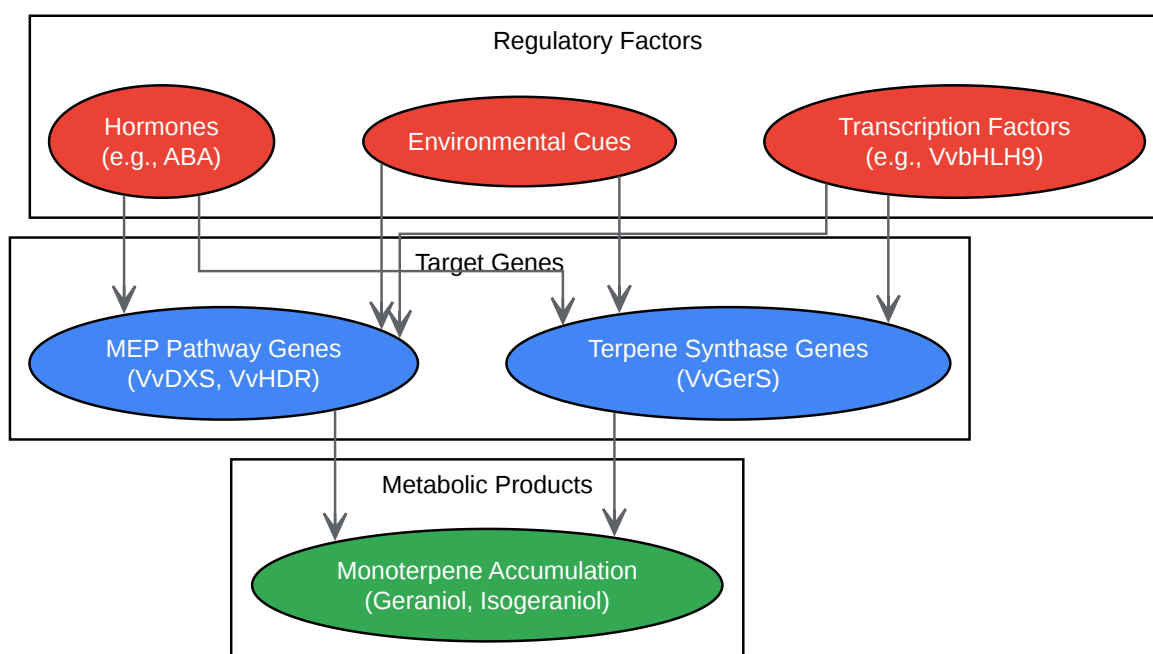 Regulatory Factors
Hormones
(e.g., ABA)
Environmental Cues
Transcription Factors
(e.g., VvbHLH9)
Target Genes
MEP Pathway Genes
(VvDXS, VvHDR)
Terpene Synthase Genes
(VvGerS)
Metabolic Products
Monoterpene Accumulation
(Geraniol, Isogeraniol)